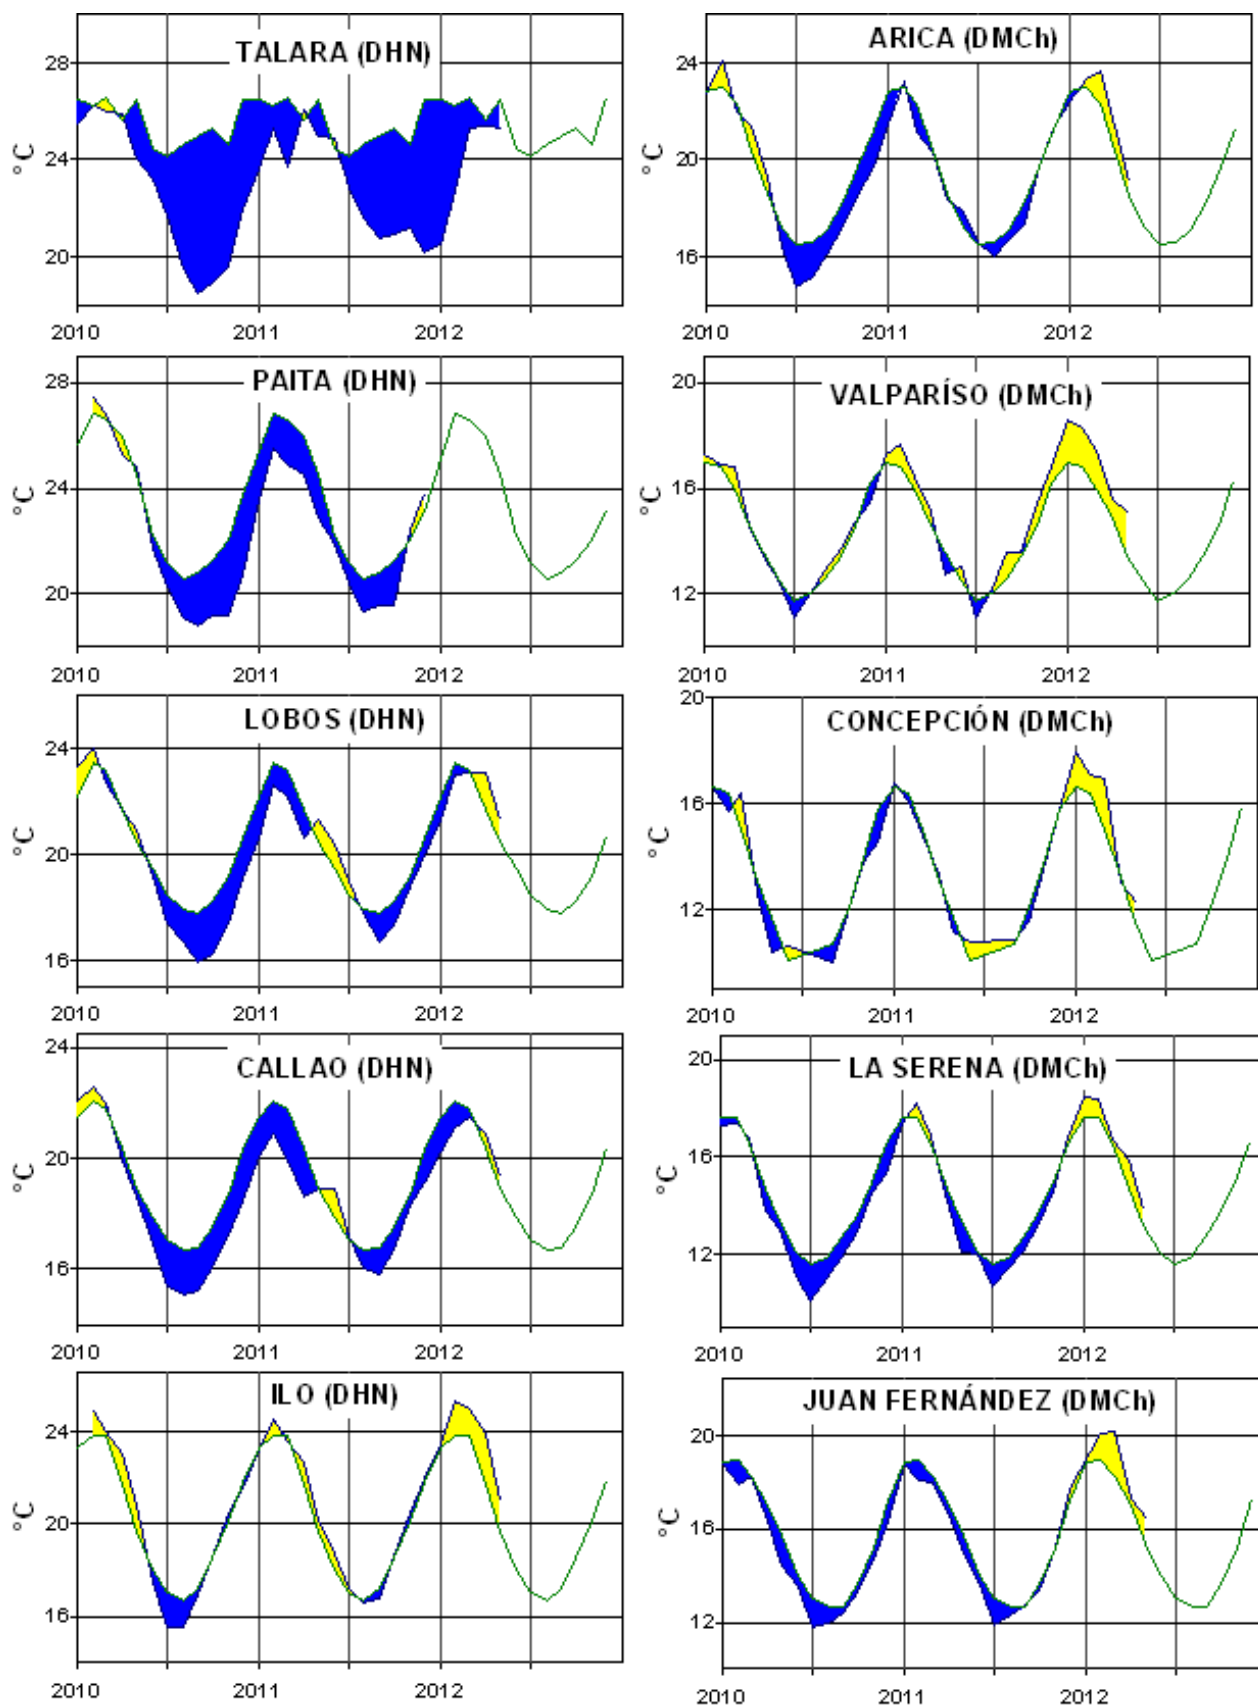 TALARA (DHN)
28
24
20
°C
2010 2011 2012
ARICA (DMCh)
24
20
16
°C
2010 2011 2012
PAITA (DHN)
28
24
20
°C
2010 2011 2012
VALPARÍSO (DMCh)
20
16
12
°C
2010 2011 2012
LOBOS (DHN)
24
20
16
°C
2010 2011 2012
CONCEPCIÓN (DMCh)
20
16
12
°C
2010 2011 2012
CALLAO (DHN)
24
20
16
°C
2010 2011 2012
LA SERENA (DMCh)
20
16
12
°C
2010 2011 2012
ILO (DHN)
24
20
16
°C
2010 2011 2012
JUAN FERNÁNDEZ (DMCh)
20
16
12
°C
2010 2011 2012